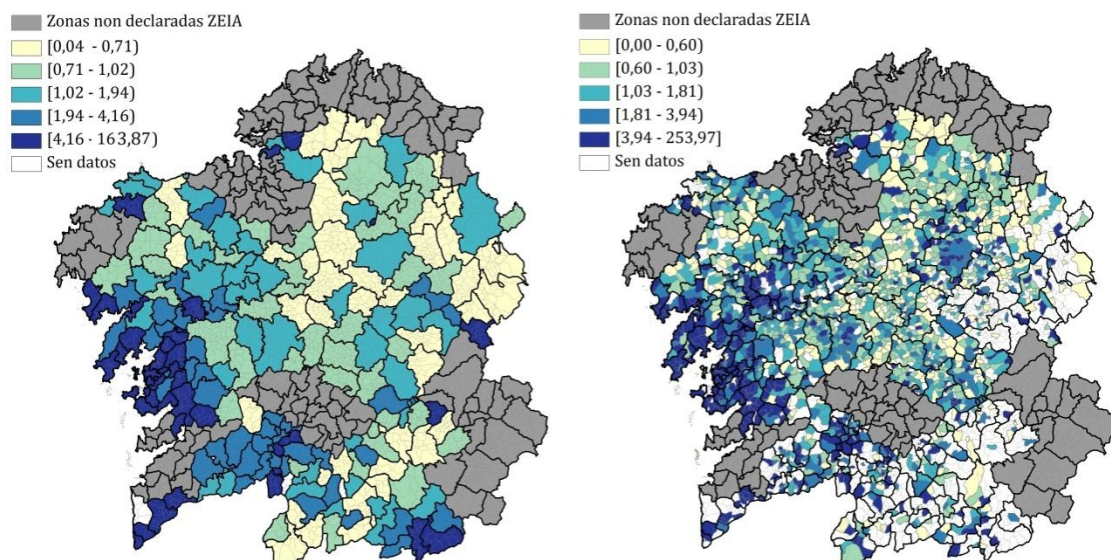 Zonas non declaradas ZEIA
[0,04 - 0,71)
[0,71 - 1,02)
[1,02 - 1,94)
[1,94 - 4,16)
[4,16 - 163,87]
Sen datos
Zonas non declaradas ZEIA
[0,00 - 0,60)
[0,60 - 1,03)
[1,03 - 1,81)
[1,81 - 3,94)
[3,94 - 253,97]
Sen datos